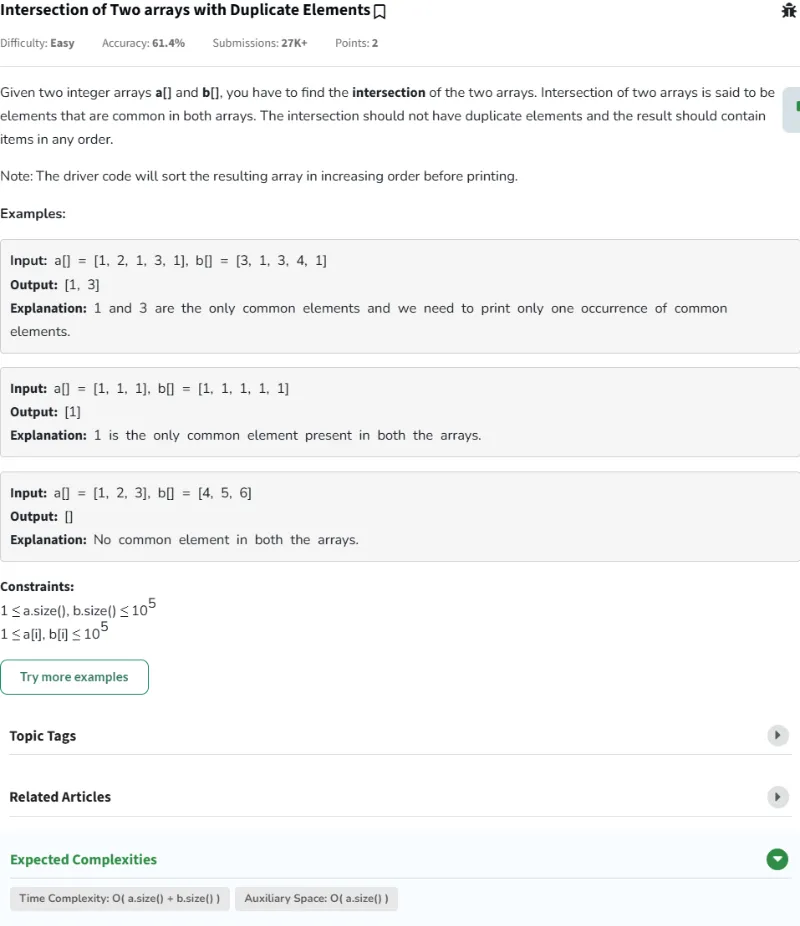 Intersection of Two arrays with Duplicate Elements
Difficulty: Easy Accuracy: 61.4% Submissions: 27K+ Points: 2
Given two integer arrays a[] and b[], you have to find the intersection of the two arrays. Intersection of two arrays is said to be
elements that are common in both arrays. The intersection should not have duplicate elements and the result should contain
items in any order.
Note: The driver code will sort the resulting array in increasing order before printing.
Examples:
Input: a[] = [1, 2, 1, 3, 1], b[] = [3, 1, 3, 4, 1]
Output: [1, 3]
Explanation: 1 and 3 are the only common elements and we need to print only one occurrence of common
elements.
Input: a[] = [1, 1, 1], b[] = [1, 1, 1, 1, 1]
Output: [1]
Explanation: 1 is the only common element present in both the arrays.
Input: a[] = [1, 2, 3], b[] = [4, 5, 6]
Output: []
Explanation: No common element in both the arrays.
Constraints:
1 ≤ a.size(), b.size() ≤ 10^5
1 ≤ a[i], b[i] ≤ 10^5
Try more examples
Topic Tags
Related Articles
Expected Complexities
Time Complexity: O( a.size() + b.size() ) Auxiliary Space: O( a.size() )